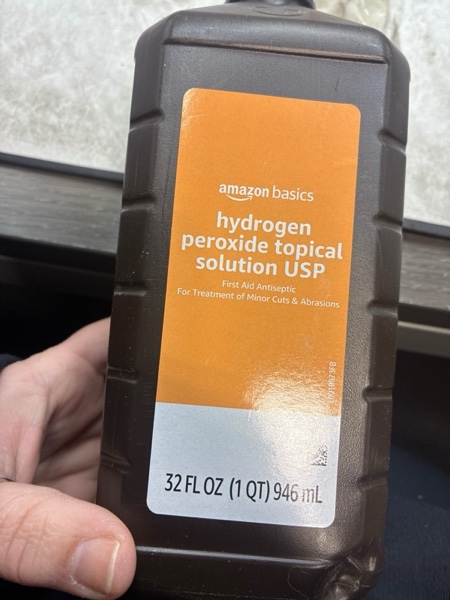 amazon basics
hydrogen
peroxide topical
solution USP
First Aid Antiseptic
For Treatment of Minor Cuts & Abrasions
32 FL OZ (1 QT) 946 mL